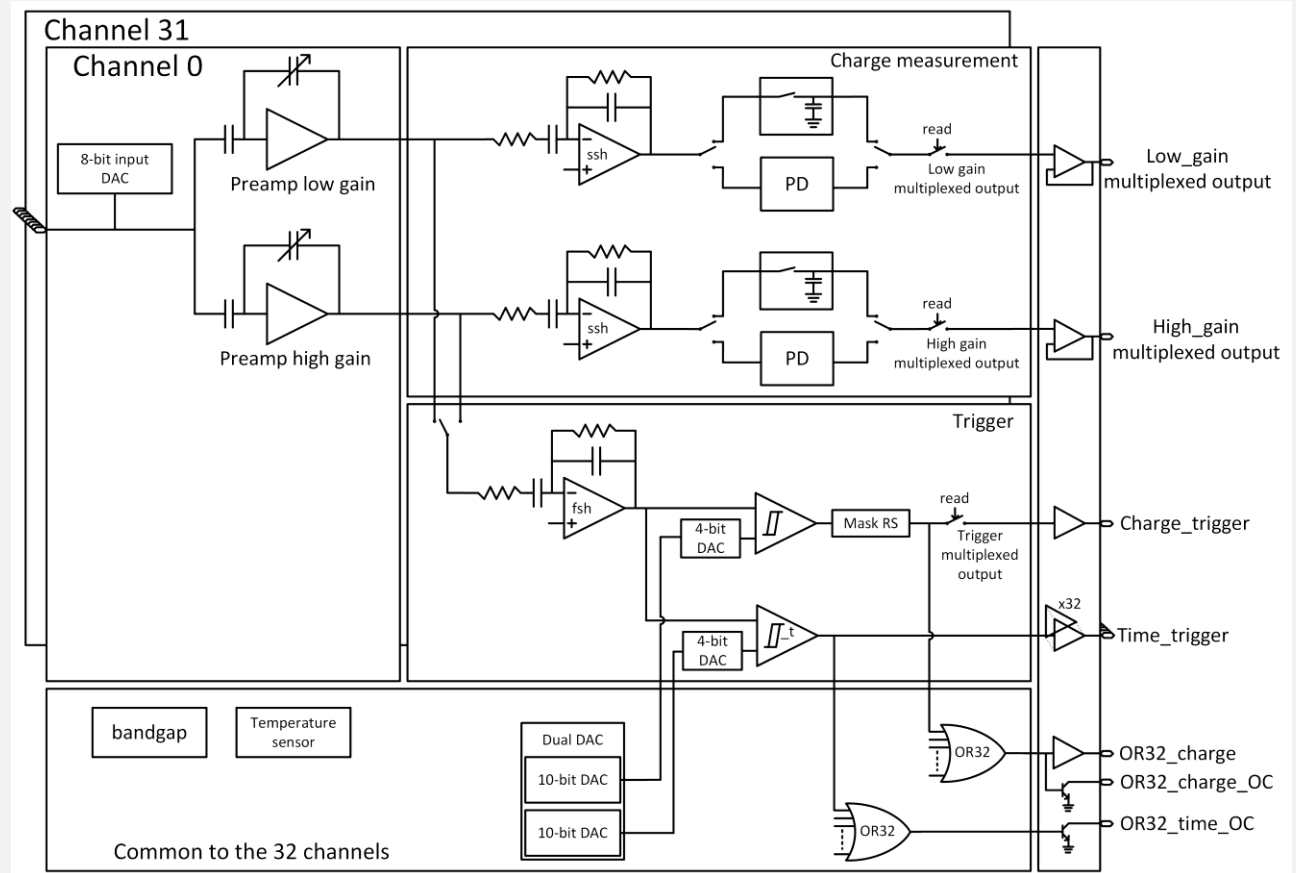 Channel 31
Channel 0
8-bit input
DAC
Preamp low gain
Preamp high gain
Charge measurement
ssh
PD
read
Low gain
multiplexed output
Low_gain
multiplexed output
ssh
PD
read
High gain
multiplexed output
High_gain
multiplexed output
Trigger
fsh
4-bit
DAC
Mask RS
read
Trigger
multiplexed
output
Charge_trigger
4-bit
DAC
_t
x32
Time_trigger
bandgap
Temperature
sensor
Dual DAC
10-bit DAC
10-bit DAC
OR32
OR32
OR32_charge
OR32_charge_OC
OR32_time_OC
Common to the 32 channels